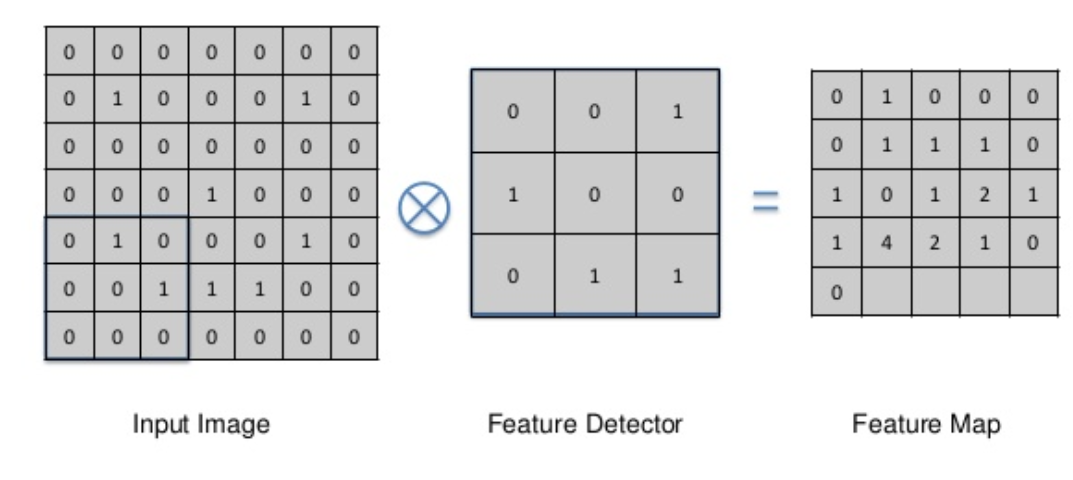 0 0 0 0 0 0 0
0 1 0 0 0 1 0
0 0 0 0 0 0 0
0 0 0 1 0 0 0
0 1 0 0 0 1 0
0 0 1 1 1 0 0
0 0 0 0 0 0 0
Input Image
0 0 1
1 0 0
0 1 1
Feature Detector
=
0 1 0 0 0
0 1 1 1 0
1 0 1 2 1
1 4 2 1 0
0
Feature Map